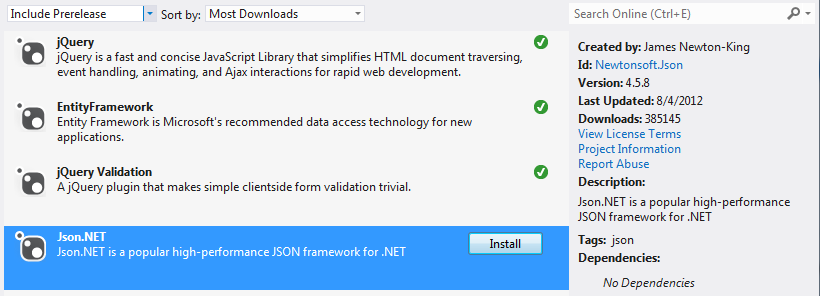 Include Prerelease
Sort by: Most Downloads
Search Online (Ctrl+E)
jQuery
jQuery is a fast and concise JavaScript Library that simplifies HTML document traversing,
event handling, animating, and Ajax interactions for rapid web development.
EntityFramework
Entity Framework is Microsoft's recommended data access technology for new
applications.
jQuery Validation
A jQuery plugin that makes simple clientside form validation trivial.
Json.NET
Json.NET is a popular high-performance JSON framework for .NET
Install
Created by: James Newton-King
Id: Newtonsoft.Json
Version: 4.5.8
Last Updated: 8/4/2012
Downloads: 385145
View License Terms
Project Information
Report Abuse
Description:
Json.NET is a popular high-performance
JSON framework for .NET
Tags: json
Dependencies:
No Dependencies